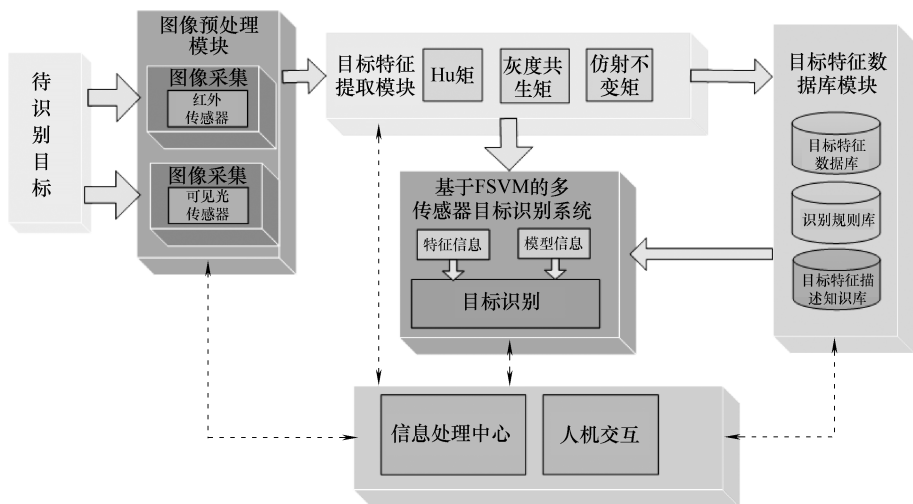 待
识
别
目
标
图像预处理
模块
图像采集
红外
传感器
图像采集
可见光
传感器
目标特征
提取模块
Hu矩
灰度共
生矩
仿射不
变矩
目标特征数
据库模块
目标特征
数据库
识别规则库
目标特征描
述知识库
基于FSVM的多
传感器目标识别系统
特征信息
模型信息
目标识别
信息处理中心
人机交互